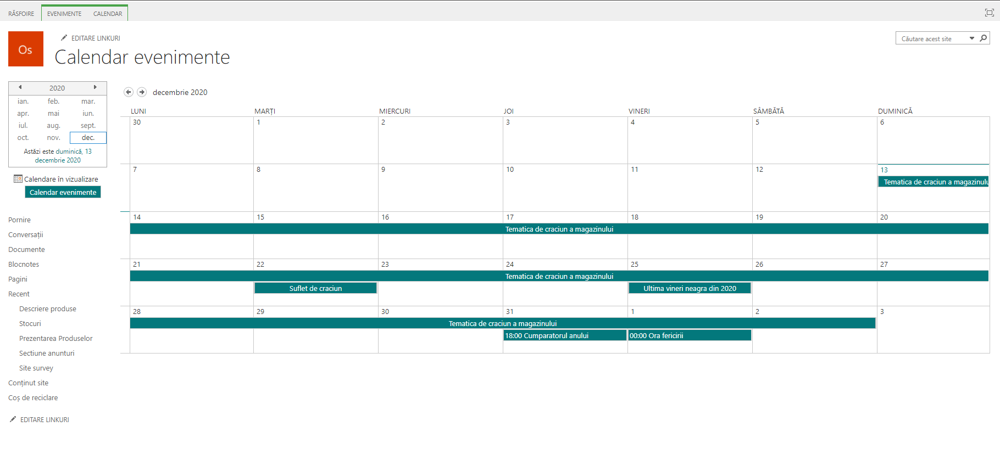 RĂSFOIRE EVENIMENTE CALENDAR
Os
EDITARE LINKURI
Căutare acest site
Calendar evenimente
2020
ian. feb. mar.
apr. mai iun.
iul. aug. sept.
oct. nov. dec.
Astăzi este duminică, 13
decembrie 2020
Calendare în vizualizare
Calendar evenimente
Pornire
Conversații
Documente
Blocnotes
Pagini
Recent
Descriere produse
Stocuri
Prezentarea Produselor
Sectiune anunturi
Site survey
Conținut site
Coș de reciclare
EDITARE LINKURI
decembrie 2020
LUNI MARȚI MIERCURI JOI VINERI SÂMBĂTĂ DUMINICĂ
30 1 2 3 4 5 6
7 8 9 10 11 12 13
Tematica de craciun a magazinulu
14 15 16 17 18 19 20
Tematica de craciun a magazinului
21 22 23 24 25 26 27
Tematica de craciun a magazinului
Suflet de craciun Ultima vineri neagra din 2020
28 29 30 31 1 2 3
Tematica de craciun a magazinului
18:00 Cumparatorul anului 00:00 Ora fericirii